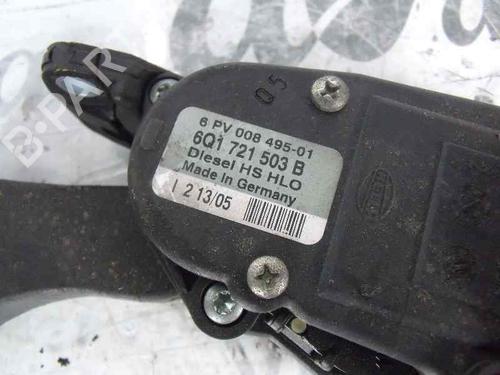 B-PAR
05
6 PV 008 495-01
6Q1 721 503 B
Diesel HS HLO
Made in Germany
I 2 13/05